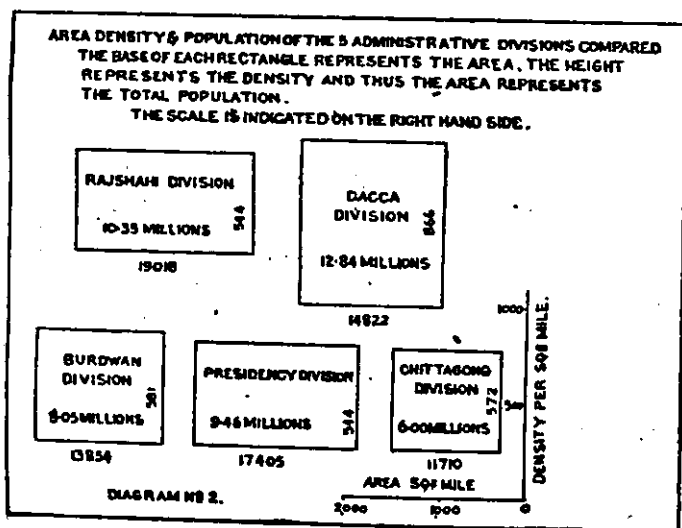 AREA DENSITY & POPULATION OF THE 5 ADMINISTRATIVE DIVISIONS COMPARED
THE BASE OF EACH RECTANGLE REPRESENTS THE AREA. THE HEIGHT
REPRESENTS THE DENSITY AND THUS THE AREA REPRESENTS
THE TOTAL POPULATION.
THE SCALE IS INDICATED ON THE RIGHT HAND SIDE.
RAJSHAHI DIVISION
10.35 MILLIONS
544
19018
DACCA
DIVISION
12.84 MILLIONS
866
14822
BURDWAN
DIVISION
8.05 MILLIONS
581
13854
PRESIDENCY DIVISION
9.46 MILLIONS
544
17405
CHITTAGONG
DIVISION
6.00 MILLIONS
572
11710
1000
500
DENSITY PER SQR MILE.
AREA SQR MILE
2,000
1000
0
DIAGRAM Nº 2.